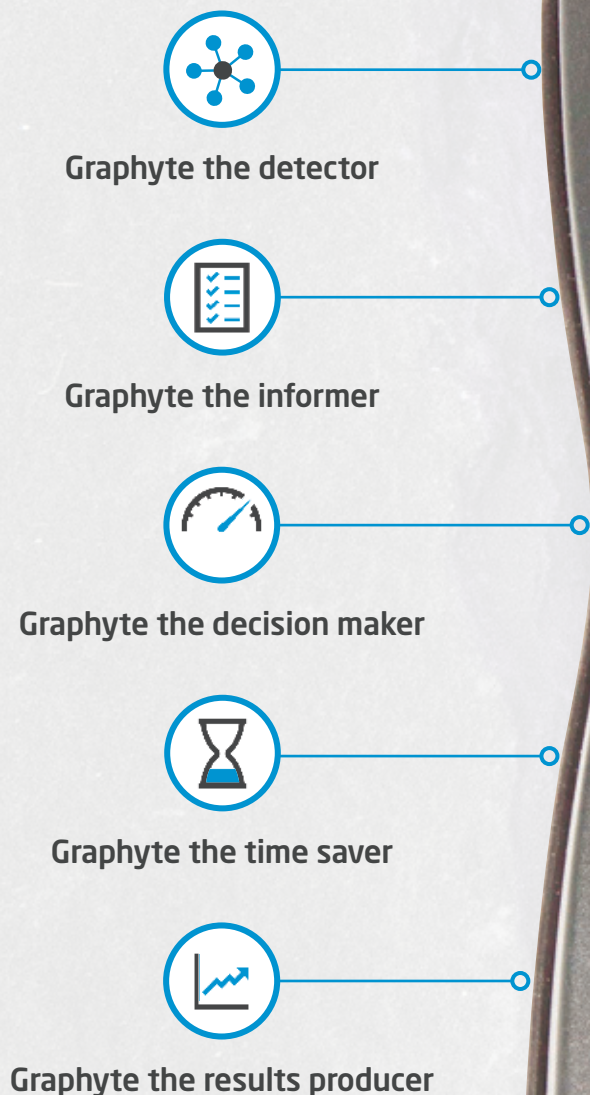 Graphyte the detector
Graphyte the informer
Graphyte the decision maker
Graphyte the time saver
Graphyte the results producer